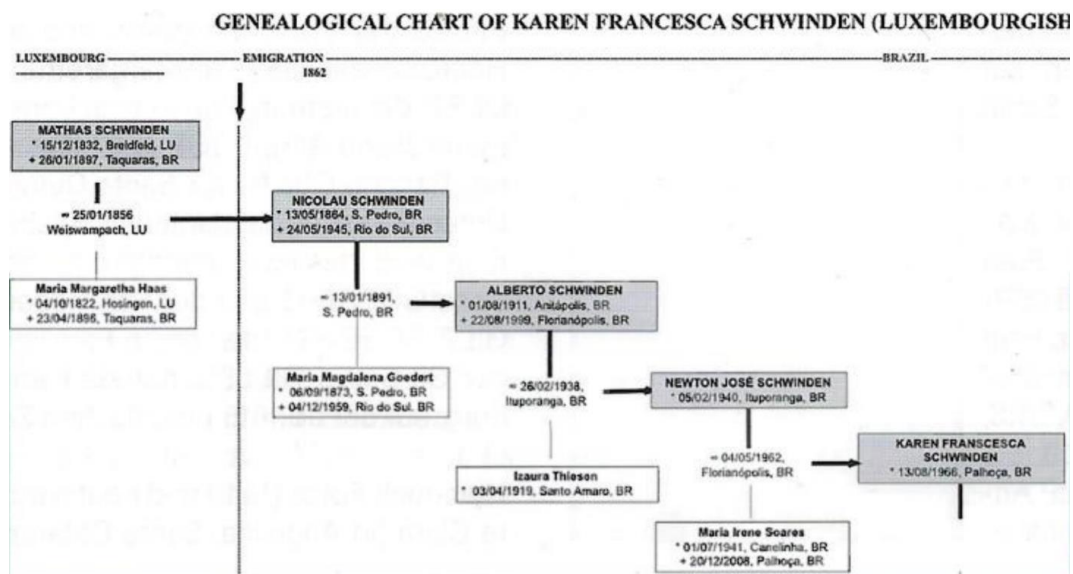 GENEALOGICAL CHART OF KAREN FRANCESCA SCHWINDEN (LUXEMBOURGISH
LUXEMBOURG
EMIGRATION
1862
BRAZIL
MATHIAS SCHWINDEN
* 15/12/1832, Breidfeld, LU
+ 26/01/1897, Taquaras, BR
≈ 25/01/1856
Weiswampach, LU
Maria Margaretha Haas
* 04/10/1822, Hosingen, LU
+ 23/04/1896, Taquaras, BR
NICOLAU SCHWINDEN
* 13/05/1864, S. Pedro, BR
+ 24/05/1945, Rio do Sul, BR
≈ 13/01/1891,
S. Pedro, BR
Maria Magdalena Goedert
* 06/09/1873, S. Pedro, BR
+ 04/12/1959, Rio do Sul. BR
ALBERTO SCHWINDEN
* 01/08/1911, Anitápolis, BR
+ 22/08/1999, Florianópolis, BR
≈ 26/02/1938,
Ituporanga, BR
Izaura Thiesen
* 03/04/1919, Santo Amaro, BR
NEWTON JOSÉ SCHWINDEN
* 05/02/1940, Ituporanga, BR
≈ 04/05/1962,
Florianópolis, BR
Maria Irene Soares
* 01/07/1941, Canelinha, BR
+ 20/12/2008, Palhoça, BR
KAREN FRANSCESCA
SCHWINDEN
* 13/08/1966, Palhoça, BR